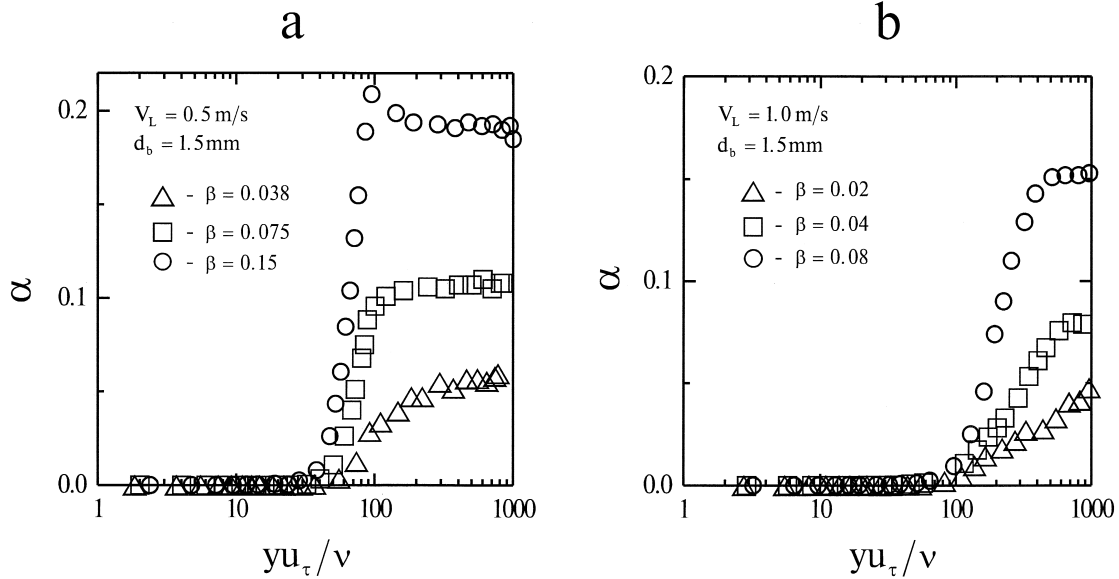 a
0.2
0.1
0.0
α
V_L = 0.5 m/s
d_b = 1.5mm
△ - β = 0.038
□ - β = 0.075
○ - β = 0.15
1 10 100 1000
yu_τ/ν
b
0.2
0.1
0.0
α
V_L = 1.0 m/s
d_b = 1.5mm
△ - β = 0.02
□ - β = 0.04
○ - β = 0.08
1 10 100 1000
yu_τ/ν